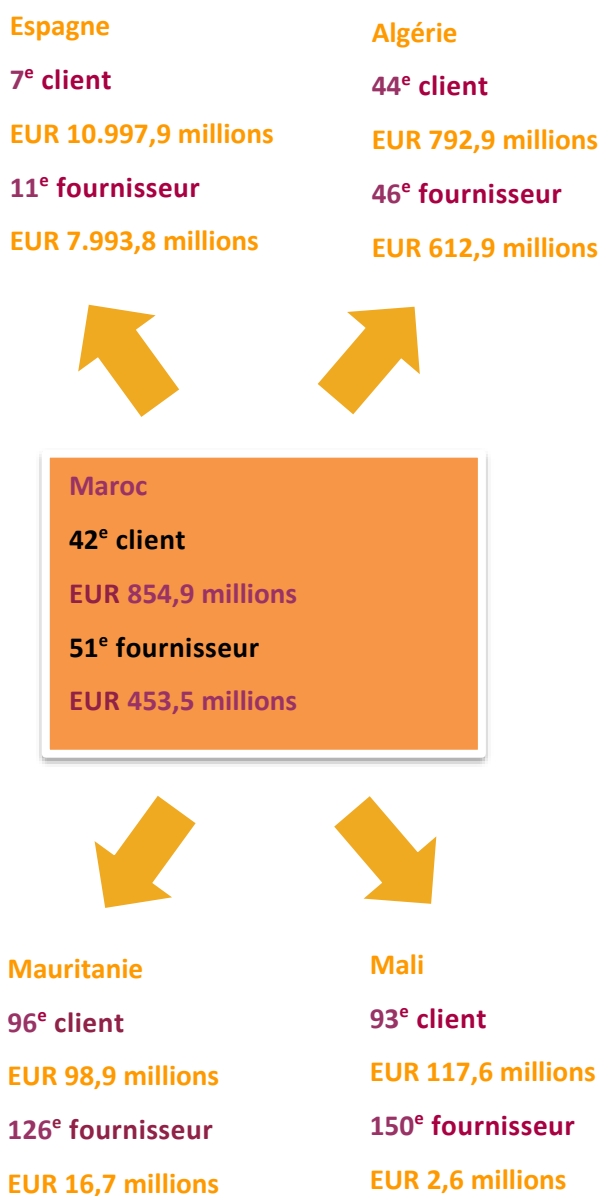 Espagne
7e client
EUR 10.997,9 millions
11e fournisseur
EUR 7.993,8 millions
Algérie
44e client
EUR 792,9 millions
46e fournisseur
EUR 612,9 millions
Maroc
42e client
EUR 854,9 millions
51e fournisseur
EUR 453,5 millions
Mauritanie
96e client
EUR 98,9 millions
126e fournisseur
EUR 16,7 millions
Mali
93e client
EUR 117,6 millions
150e fournisseur
EUR 2,6 millions